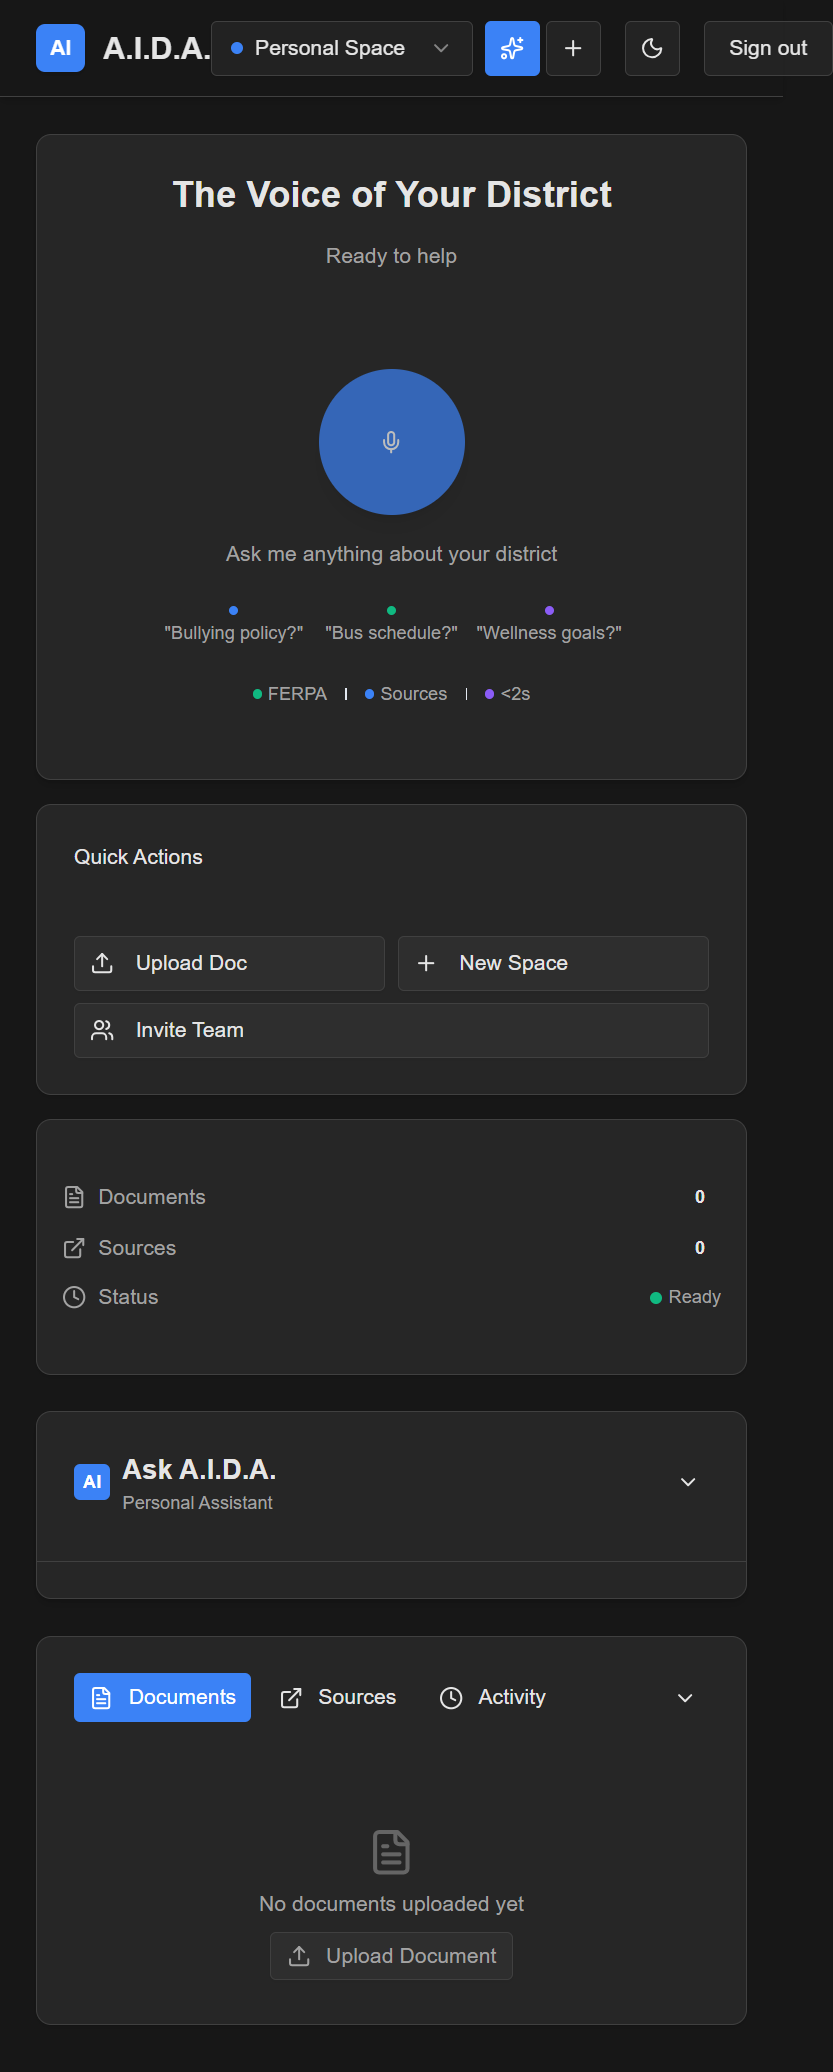 AI A.I.D.A. Personal Space Sign out
The Voice of Your District
Ready to help
Ask me anything about your district
"Bullying policy?" "Bus schedule?" "Wellness goals?"
FERPA Sources <2s
Quick Actions
Upload Doc New Space
Invite Team
Documents 0
Sources 0
Status Ready
AI Ask A.I.D.A.
Personal Assistant
Documents Sources Activity
No documents uploaded yet
Upload Document